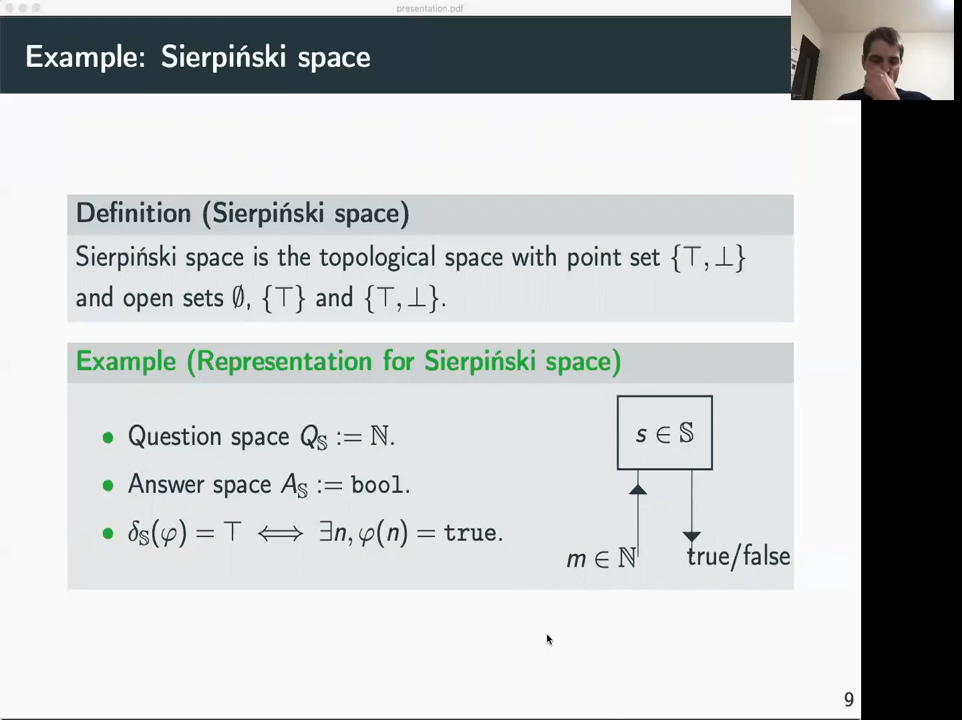 presentation.pdf
Example: Sierpiński space
Definition (Sierpiński space)
Sierpiński space is the topological space with point set {⊤, ⊥}
and open sets ∅, {⊤} and {⊤, ⊥}.
Example (Representation for Sierpiński space)
• Question space Q_𝕊 := ℕ.
• Answer space A_𝕊 := bool.
• δ_𝕊(φ) = ⊤ ⟺ ∃n, φ(n) = true.
s ∈ 𝕊
m ∈ ℕ
true/false
9